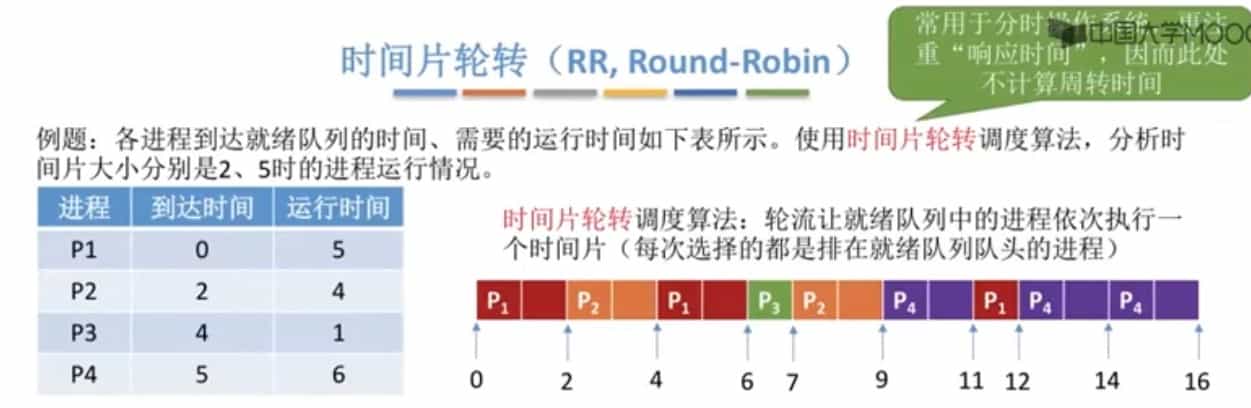 常用于分时操作系统，更注
中国大学MOOC
重“响应时间”，因而此处
不计算周转时间
时间片轮转（RR, Round-Robin）
例题：各进程到达就绪队列的时间、需要的运行时间如下表所示。使用时间片轮转调度算法，分析时
间片大小分别是2、5时的进程运行情况。
进程 到达时间 运行时间
P1 0 5
P2 2 4
P3 4 1
P4 5 6
时间片轮转调度算法：轮流让就绪队列中的进程依次执行一
个时间片（每次选择的都是排在就绪队列队头的进程）
P1 P2 P1 P3 P2 P4 P1 P4 P4
0 2 4 6 7 9 11 12 14 16